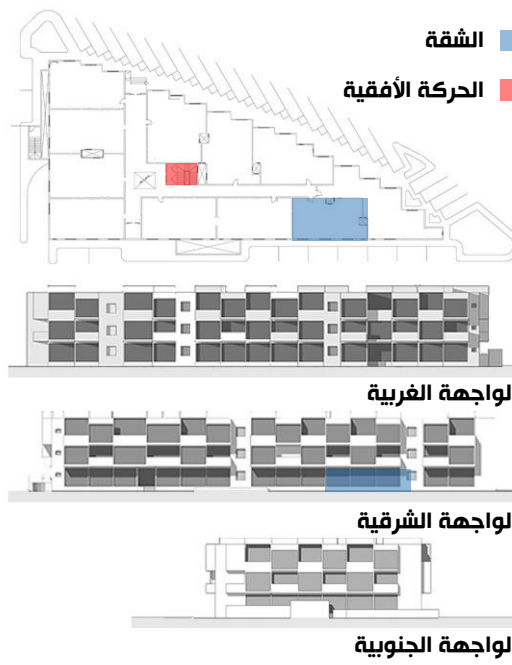 الشقة
الحركة الأفقية
لواجهة الغربية
لواجهة الشرقية
لواجهة الجنوبية